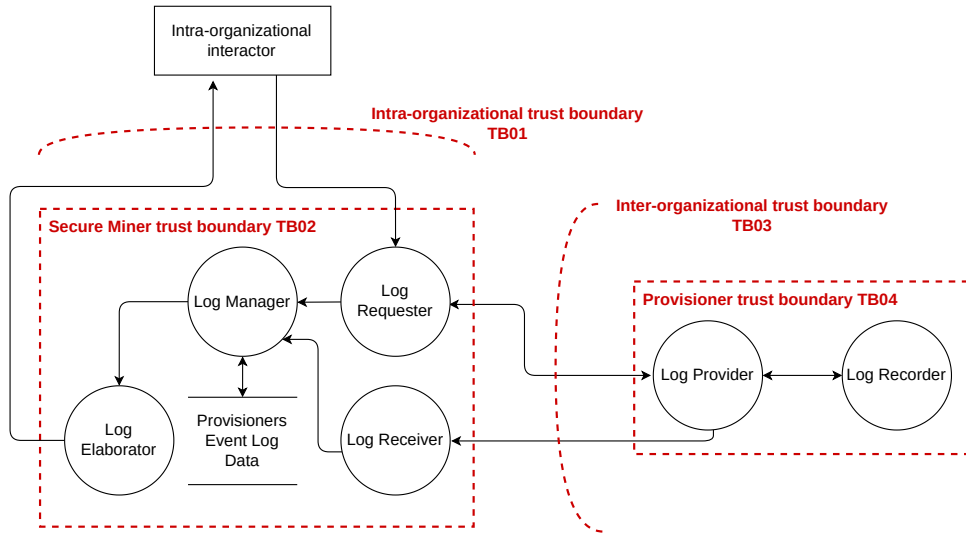 Intra-organizational
interactor
Intra-organizational trust boundary
TB01
Secure Miner trust boundary TB02
Inter-organizational trust boundary
TB03
Log Manager
Log
Requester
Provisioner trust boundary TB04
Log Provider
Log Recorder
Log
Elaborator
Provisioners
Event Log
Data
Log Receiver